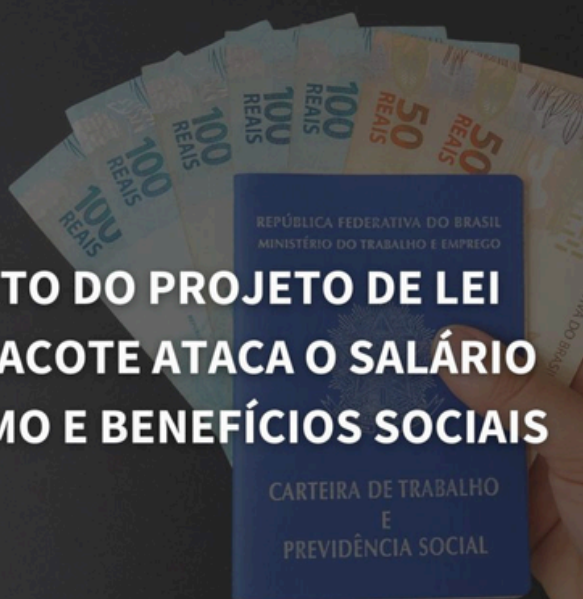 100
REAIS
100
REAIS
100
REAIS
100
REAIS
100
REAIS
50
REAIS
50
REAIS
REPÚBLICA FEDERATIVA DO BRASIL
MINISTÉRIO DO TRABALHO E EMPREGO
TO DO PROJETO DE LEI
ACOTE ATACA O SALÁRIO
MO E BENEFÍCIOS SOCIAIS
CARTEIRA DE TRABALHO
E
PREVIDÊNCIA SOCIAL